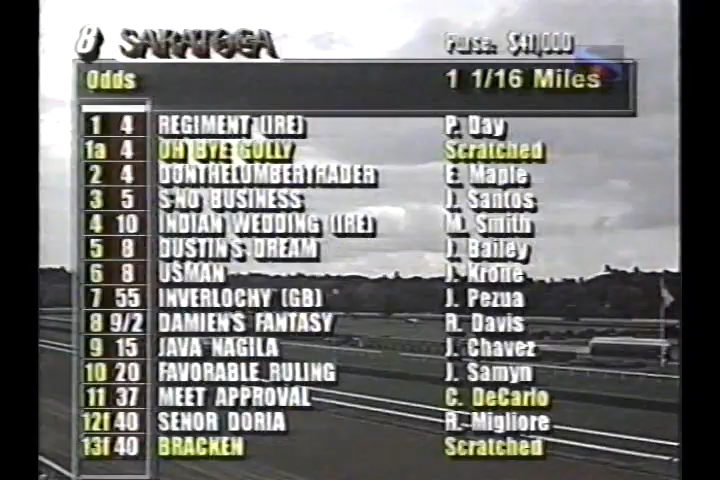 8 SARATOGA Purse: $41,000
Odds 1 1/16 Miles
1 4 REGIMENT (IRE) P. Day
1a 4 OH BYE GOLLY Scratched
2 4 DONTHELUMBERTRADER E. Maple
3 5 S'NO BUSINESS J. Santos
4 10 INDIAN WEDDING (IRE) M. Smith
5 8 DUSTIN'S DREAM J. Bailey
6 8 USMAN J. Krone
7 55 INVERLOCHY (GB) J. Pezua
8 9/2 DAMIEN'S FANTASY R. Davis
9 15 JAVA NAGILA J. Chavez
10 20 FAVORABLE RULING J. Samyn
11 37 MEET APPROVAL C. DeCarlo
12f 40 SENOR DORIA R. Migliore
13f 40 BRACKEN Scratched